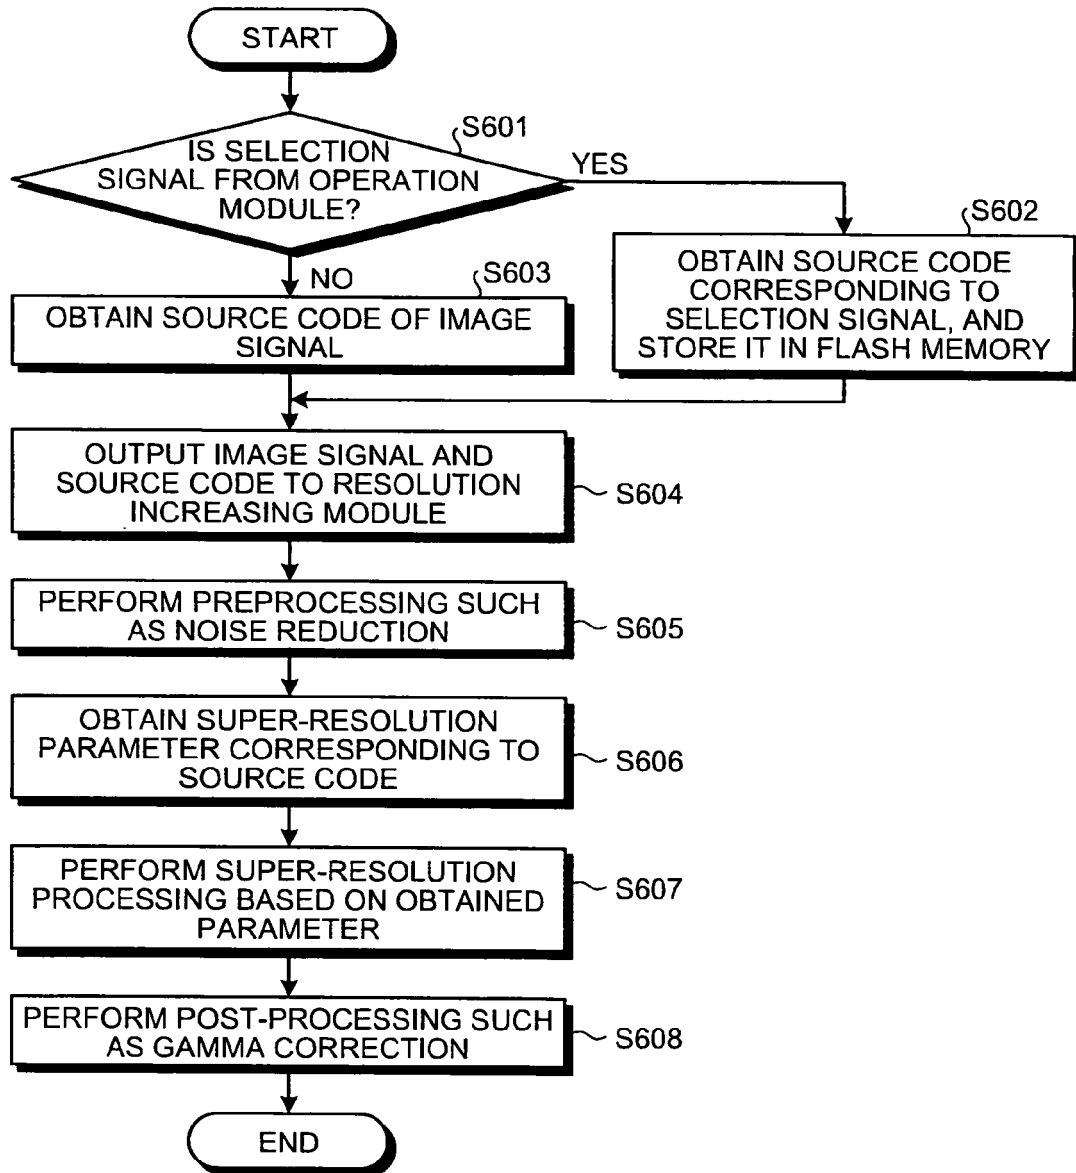 START
S601
IS SELECTION
SIGNAL FROM OPERATION
MODULE?
YES
S602
OBTAIN SOURCE CODE
CORRESPONDING TO
SELECTION SIGNAL, AND
STORE IT IN FLASH MEMORY
NO
S603
OBTAIN SOURCE CODE OF IMAGE
SIGNAL
OUTPUT IMAGE SIGNAL AND
SOURCE CODE TO RESOLUTION
INCREASING MODULE
S604
PERFORM PREPROCESSING SUCH
AS NOISE REDUCTION
S605
OBTAIN SUPER-RESOLUTION
PARAMETER CORRESPONDING TO
SOURCE CODE
S606
PERFORM SUPER-RESOLUTION
PROCESSING BASED ON OBTAINED
PARAMETER
S607
PERFORM POST-PROCESSING SUCH
AS GAMMA CORRECTION
S608
END